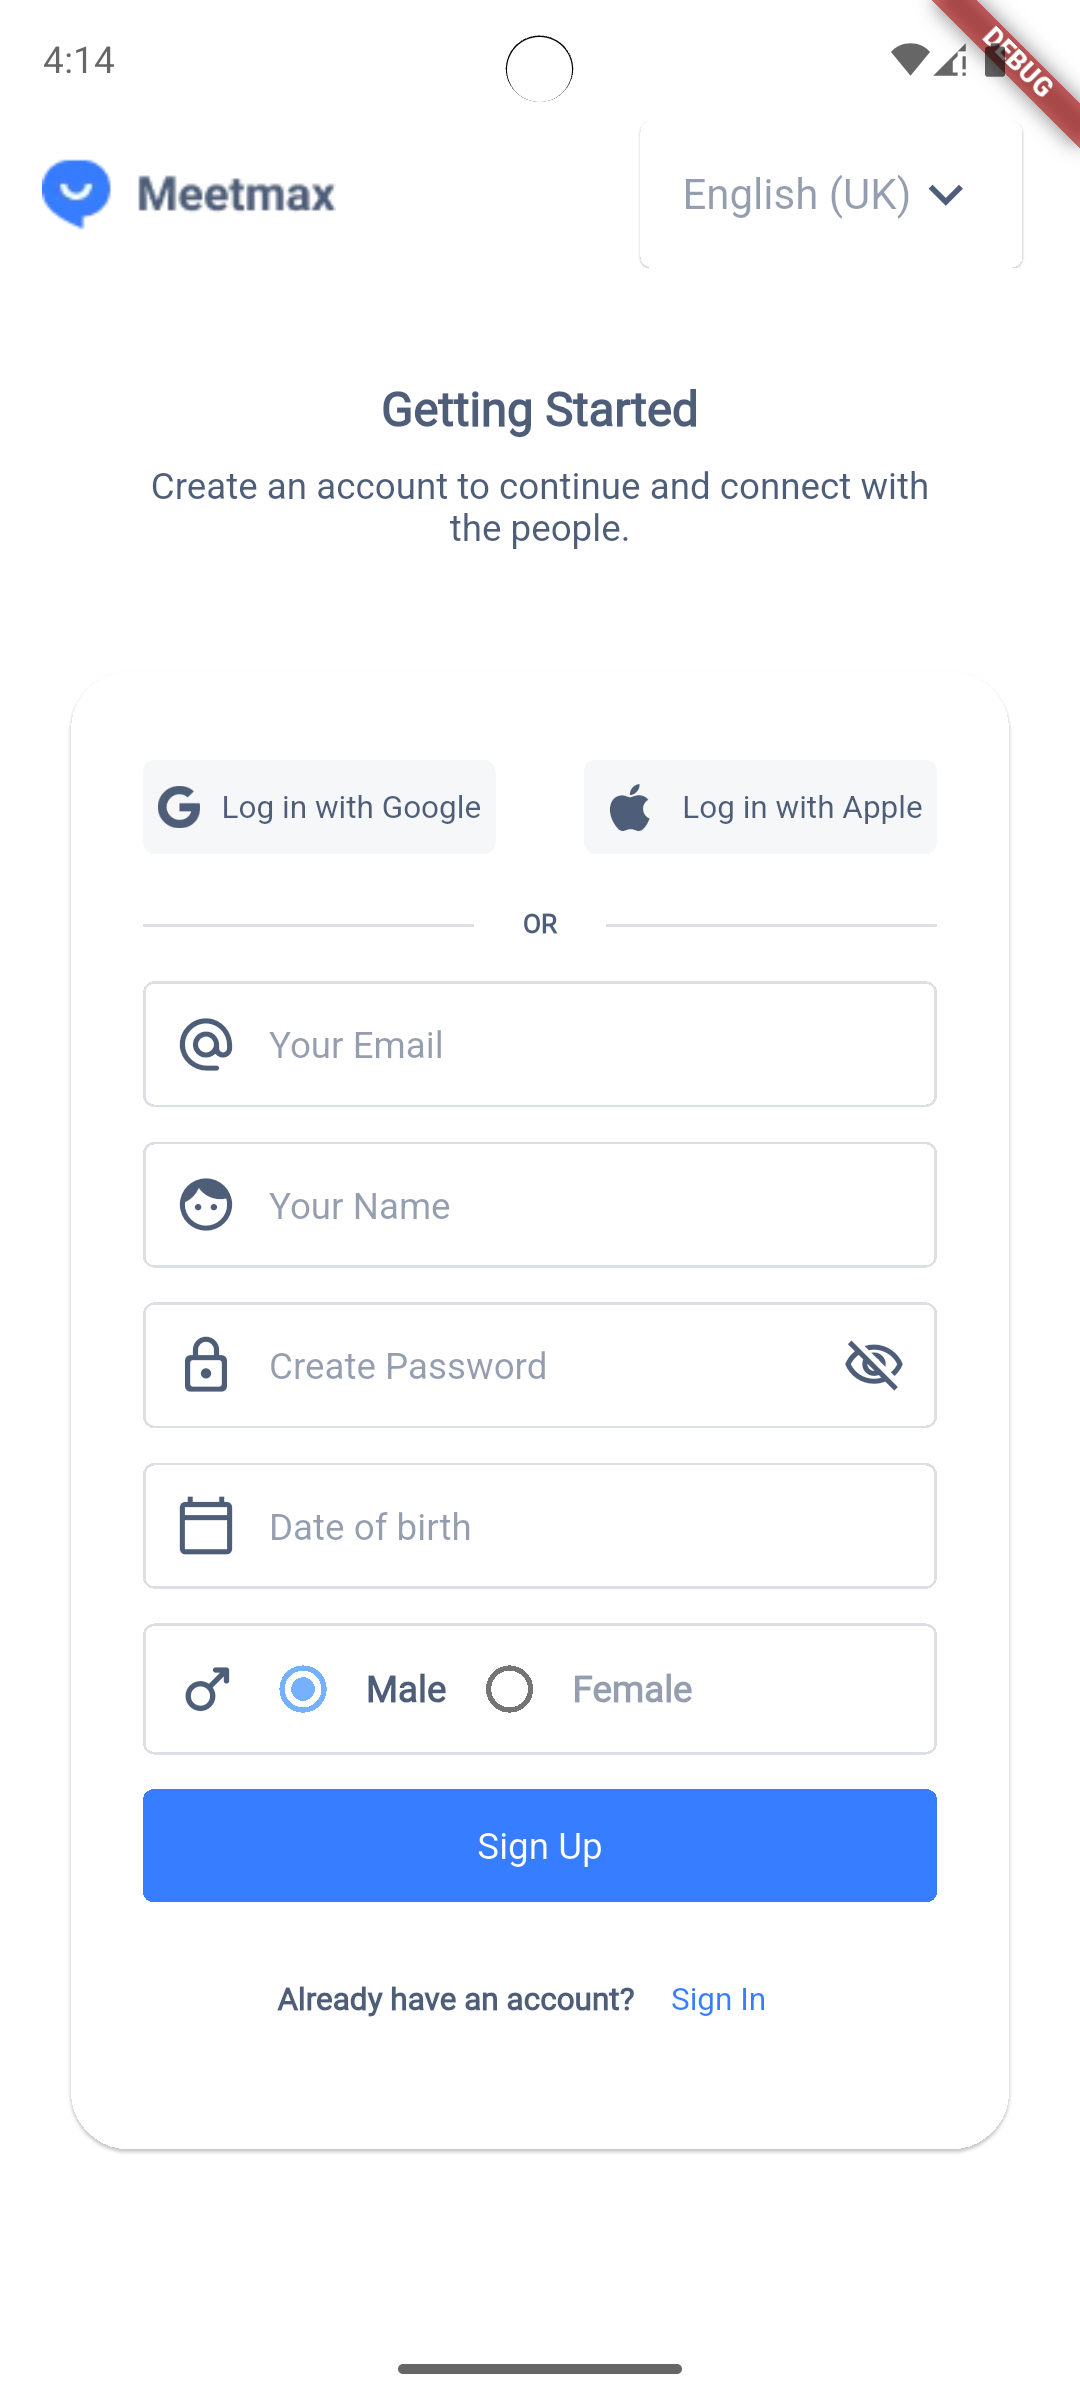 4:14
DEBUG
Meetmax
English (UK)
Getting Started
Create an account to continue and connect with
the people.
Log in with Google
Log in with Apple
OR
Your Email
Your Name
Create Password
Date of birth
Male
Female
Sign Up
Already have an account? Sign In